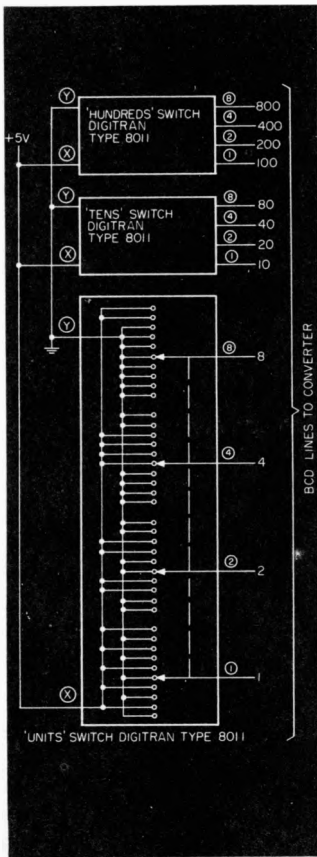 Y
'HUNDREDS' SWITCH
DIGITRAN
TYPE 8011
8 800
4 400
2 200
1 100
+5V
X
Y
'TENS' SWITCH
DIGITRAN
TYPE 8011
8 80
4 40
2 20
1 10
X
Y
8 8
4 4
2 2
1 1
X
'UNITS' SWITCH DIGITRAN TYPE 8011
BCD LINES TO CONVERTER